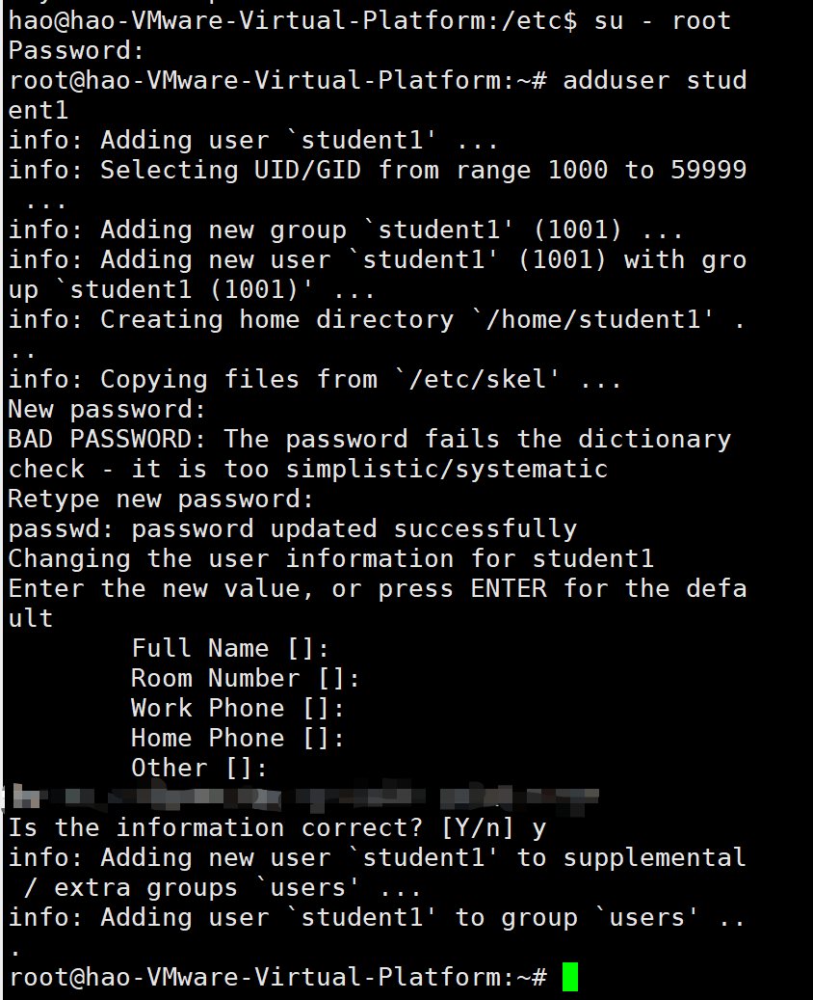 hao@hao-VMware-Virtual-Platform:/etc$ su - root
Password:
root@hao-VMware-Virtual-Platform:~# adduser stud
ent1
info: Adding user `student1' ...
info: Selecting UID/GID from range 1000 to 59999
 ...
info: Adding new group `student1' (1001) ...
info: Adding new user `student1' (1001) with gro
up `student1 (1001)' ...
info: Creating home directory `/home/student1' .
..
info: Copying files from `/etc/skel' ...
New password:
BAD PASSWORD: The password fails the dictionary
check - it is too simplistic/systematic
Retype new password:
passwd: password updated successfully
Changing the user information for student1
Enter the new value, or press ENTER for the defa
ult
        Full Name []:
        Room Number []:
        Work Phone []:
        Home Phone []:
        Other []:
Is the information correct? [Y/n] y
info: Adding new user `student1' to supplemental
 / extra groups `users' ...
info: Adding user `student1' to group `users' ..
.
root@hao-VMware-Virtual-Platform:~#